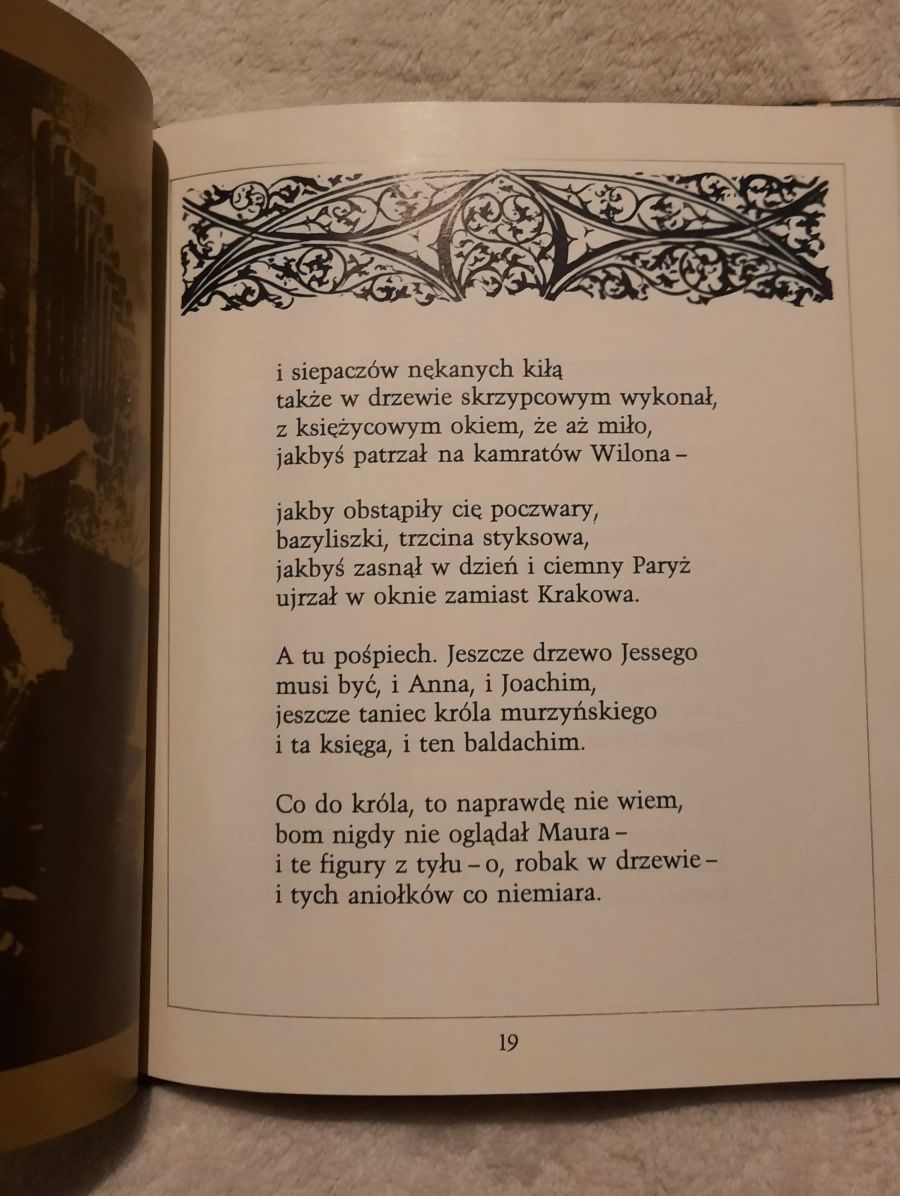 i siepaczów nękanych kiłą
także w drzewie skrzypcowym wykonał,
z księżycowym okiem, że aż miło,
jakbyś patrzał na kamratów Wilona –
jakby obstąpiły cię poczwary,
bazyliszki, trzcina styksowa,
jakbyś zasnął w dzień i ciemny Paryż
ujrzał w oknie zamiast Krakowa.
A tu pośpiech. Jeszcze drzewo Jessego
musi być, i Anna, i Joachim,
jeszcze taniec króla murzyńskiego
i ta księga, i ten baldachim.
Co do króla, to naprawdę nie wiem,
bom nigdy nie oglądał Maura –
i te figury z tyłu – o, robak w drzewie –
i tych aniołków co niemiara.
19